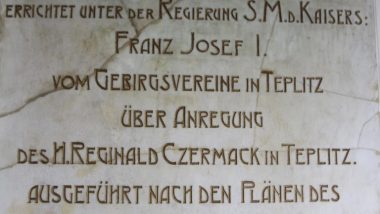 ERRICHTET UNTER DER REGIERUNG S.M.D.KAISERS:
FRANZ JOSEF I.
VOM GEBIRGSVEREINE IN TEPLITZ
ÜBER ANREGUNG
DES H.REGINALD CZERMACK IN TEPLITZ.
AUSGEFÜHRT NACH DEN PLÄNEN DES